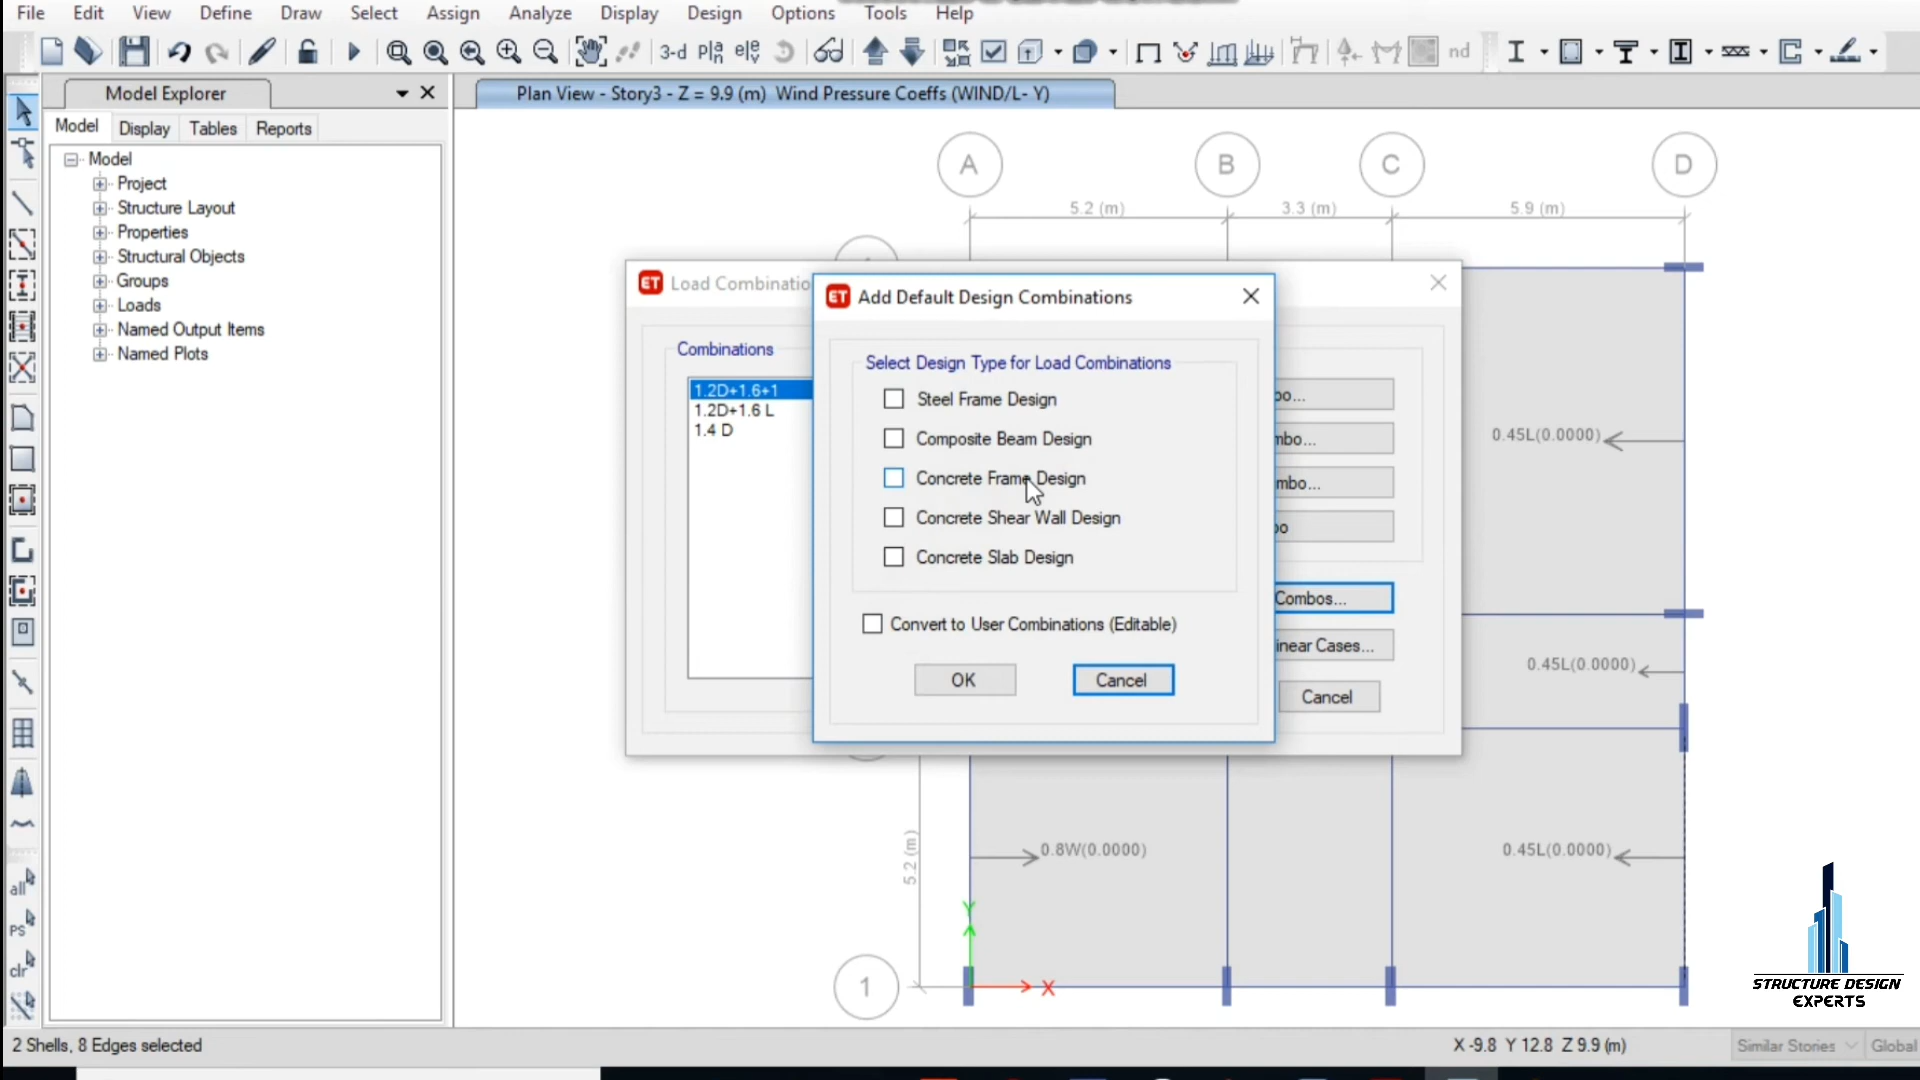 File Edit View Define Draw Select Assign Analyze Display Design Options Tools Help
3-d plan elev nd
Model Explorer
Model Display Tables Reports
Model
Project
Structure Layout
Properties
Structural Objects
Groups
Loads
Named Output Items
Named Plots
all
PS
clr
Plan View - Story3 - Z = 9.9 (m) Wind Pressure Coeffs (WIND/L- Y)
A B C D
5.2 (m) 3.3 (m) 5.9 (m)
Load Combinatio
Combinations
1.2D+1.6+1
1.2D+1.6 L
1.4 D
Add Default Design Combinations
Select Design Type for Load Combinations
Steel Frame Design
Composite Beam Design
Concrete Frame Design
Concrete Shear Wall Design
Concrete Slab Design
Convert to User Combinations (Editable)
OK Cancel
bo...
mbo...
mbo...
bo
Combos...
inear Cases...
Cancel
0.45L(0.0000)
0.45L(0.0000)
0.8W(0.0000) 0.45L(0.0000)
5.2 (m)
Y
X
1
STRUCTURE DESIGN
EXPERTS
2 Shells, 8 Edges selected
X -9.8 Y 12.8 Z 9.9 (m)
Similar Stories Global